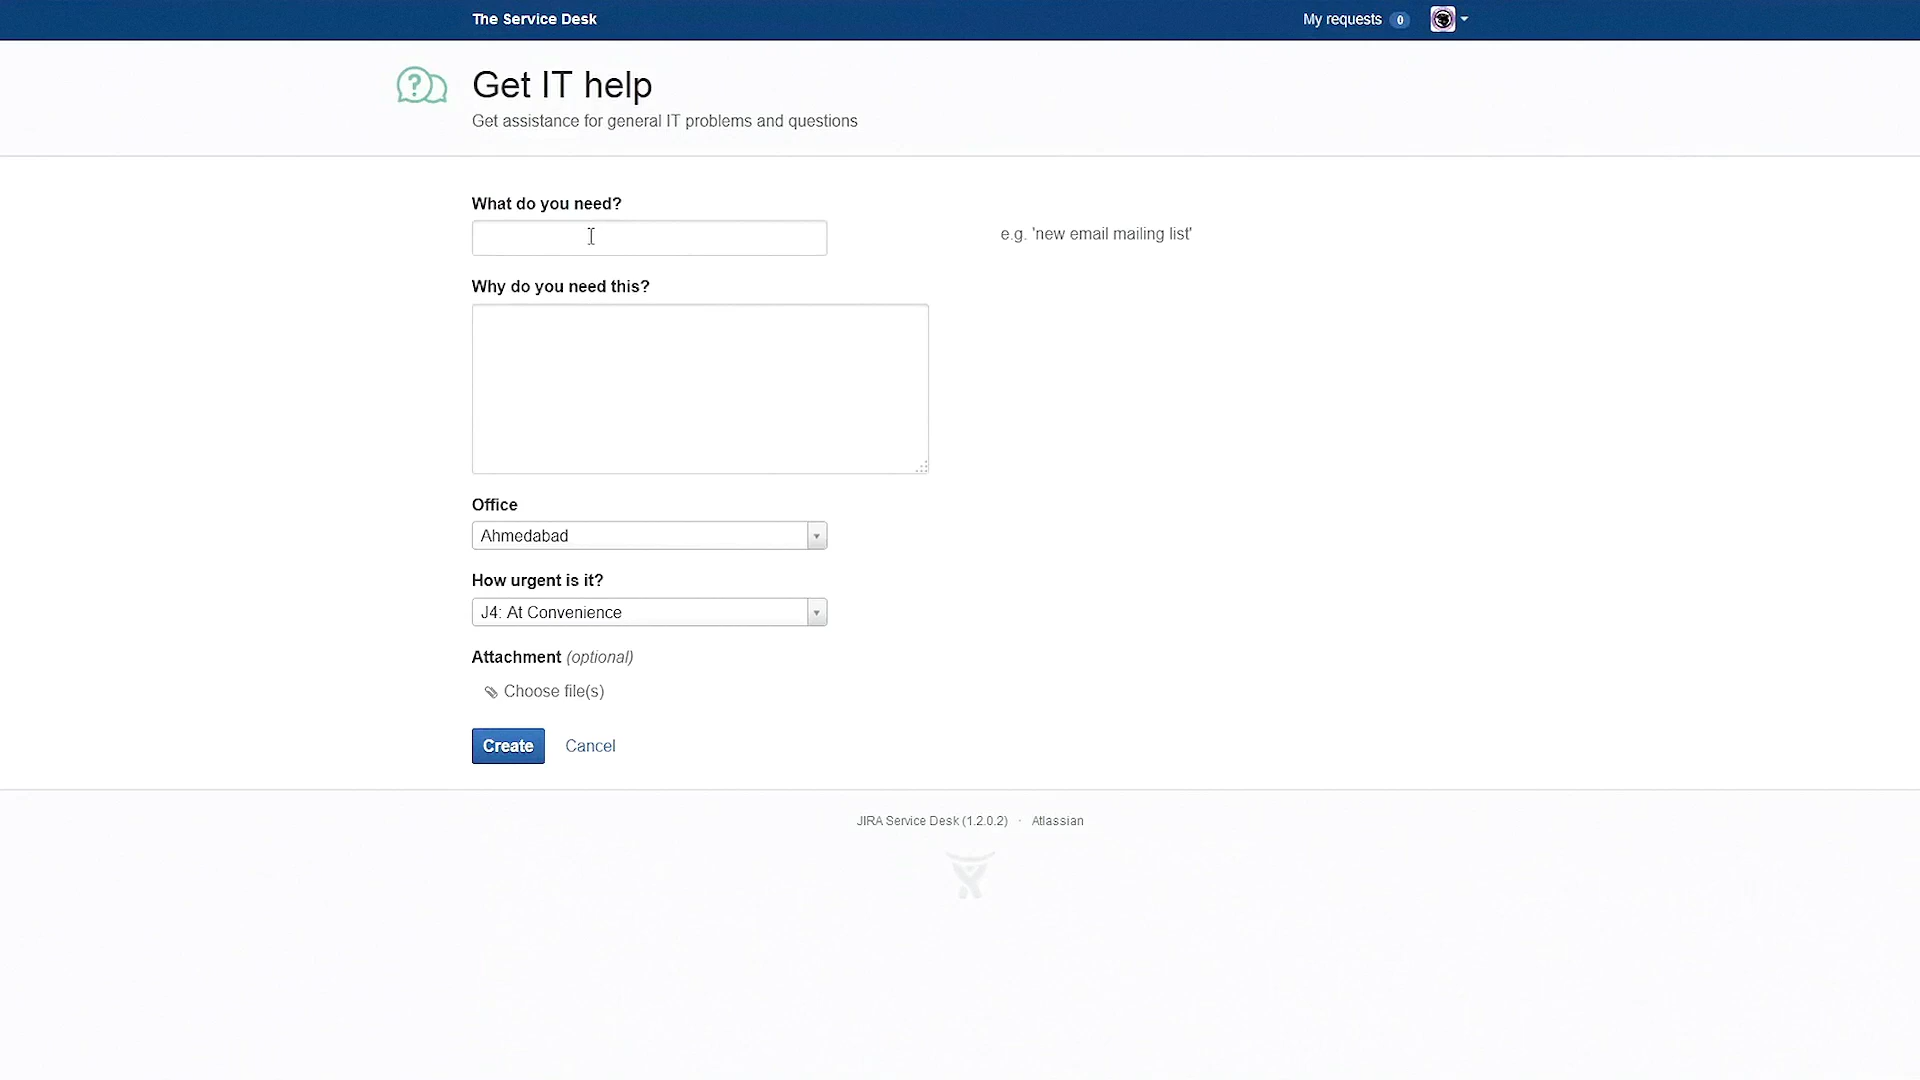 The Service Desk
My requests 0
Get IT help
Get assistance for general IT problems and questions
What do you need?
e.g. 'new email mailing list'
Why do you need this?
Office
Ahmedabad
How urgent is it?
J4: At Convenience
Attachment (optional)
Choose file(s)
Create Cancel
JIRA Service Desk (1.2.0.2) · Atlassian